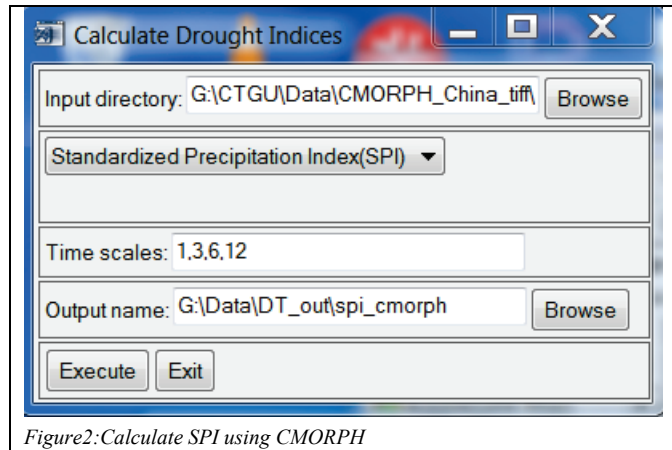 Calculate Drought Indices
Input directory: G:\CTGU\Data\CMORPH_China_tiff\ Browse
Standardized Precipitation Index(SPI)
Time scales: 1,3,6,12
Output name: G:\Data\DT_out\spi_cmorph Browse
Execute Exit
Figure2:Calculate SPI using CMORPH